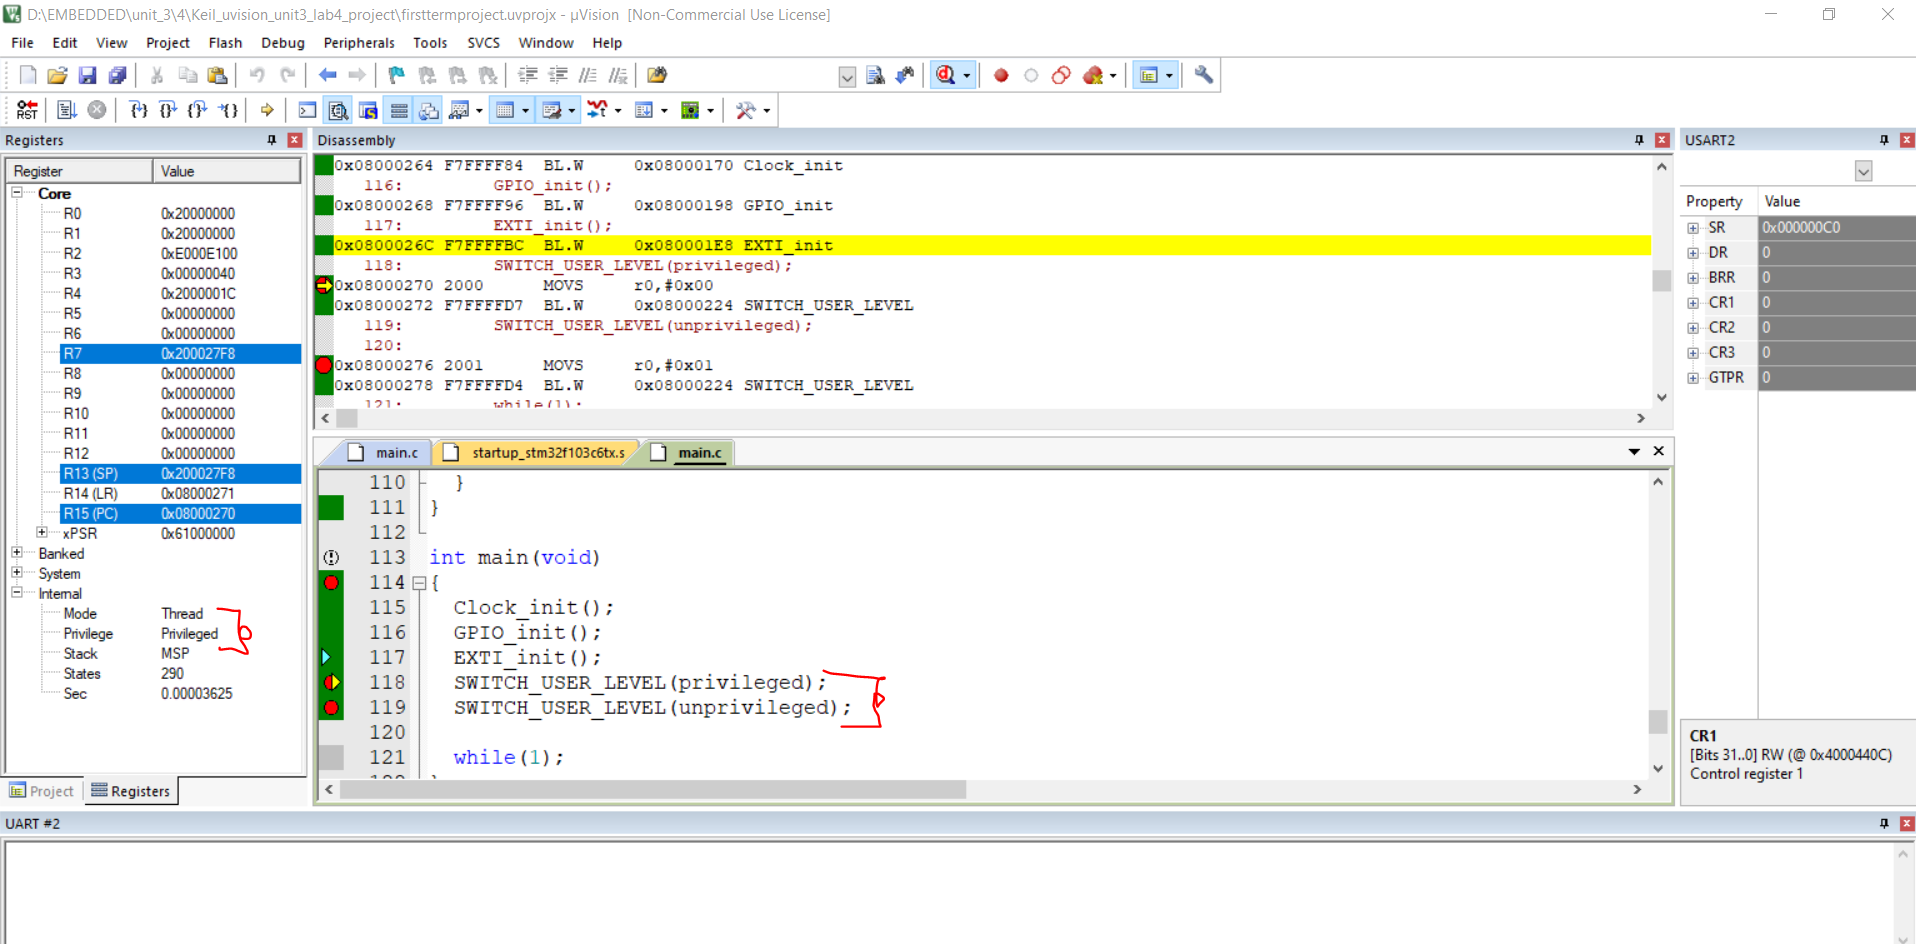 D:\EMBEDDED\unit_3\4\Keil_uvision_unit3_lab4_project\firsttermproject.uvprojx - µVision [Non-Commercial Use License]
File Edit View Project Flash Debug Peripherals Tools SVCS Window Help
Registers
Register Value
Core
R0 0x20000000
R1 0x20000000
R2 0xE000E100
R3 0x00000040
R4 0x2000001C
R5 0x00000000
R6 0x00000000
R7 0x200027F8
R8 0x00000000
R9 0x00000000
R10 0x00000000
R11 0x00000000
R12 0x00000000
R13 (SP) 0x200027F8
R14 (LR) 0x08000271
R15 (PC) 0x08000270
xPSR 0x61000000
Banked
System
Internal
Mode Thread
Privilege Privileged
Stack MSP
States 290
Sec 0.00003625
Project Registers
Disassembly
0x08000264 F7FFFF84 BL.W 0x08000170 Clock_init
116: GPIO_init();
0x08000268 F7FFFF96 BL.W 0x08000198 GPIO_init
117: EXTI_init();
0x0800026C F7FFFFBC BL.W 0x080001E8 EXTI_init
118: SWITCH_USER_LEVEL(privileged);
0x08000270 2000 MOVS r0,#0x00
0x08000272 F7FFFFD7 BL.W 0x08000224 SWITCH_USER_LEVEL
119: SWITCH_USER_LEVEL(unprivileged);
120:
0x08000276 2001 MOVS r0,#0x01
0x08000278 F7FFFFD4 BL.W 0x08000224 SWITCH_USER_LEVEL
121: while(1);
main.c startup_stm32f103c6tx.s main.c
110 }
111 }
112
113 int main(void)
114 {
115 Clock_init();
116 GPIO_init();
117 EXTI_init();
118 SWITCH_USER_LEVEL(privileged);
119 SWITCH_USER_LEVEL(unprivileged);
120
121 while(1);
USART2
Property Value
SR 0x000000C0
DR 0
BRR 0
CR1 0
CR2 0
CR3 0
GTPR 0
CR1
[Bits 31..0] RW (@ 0x4000440C)
Control register 1
UART #2